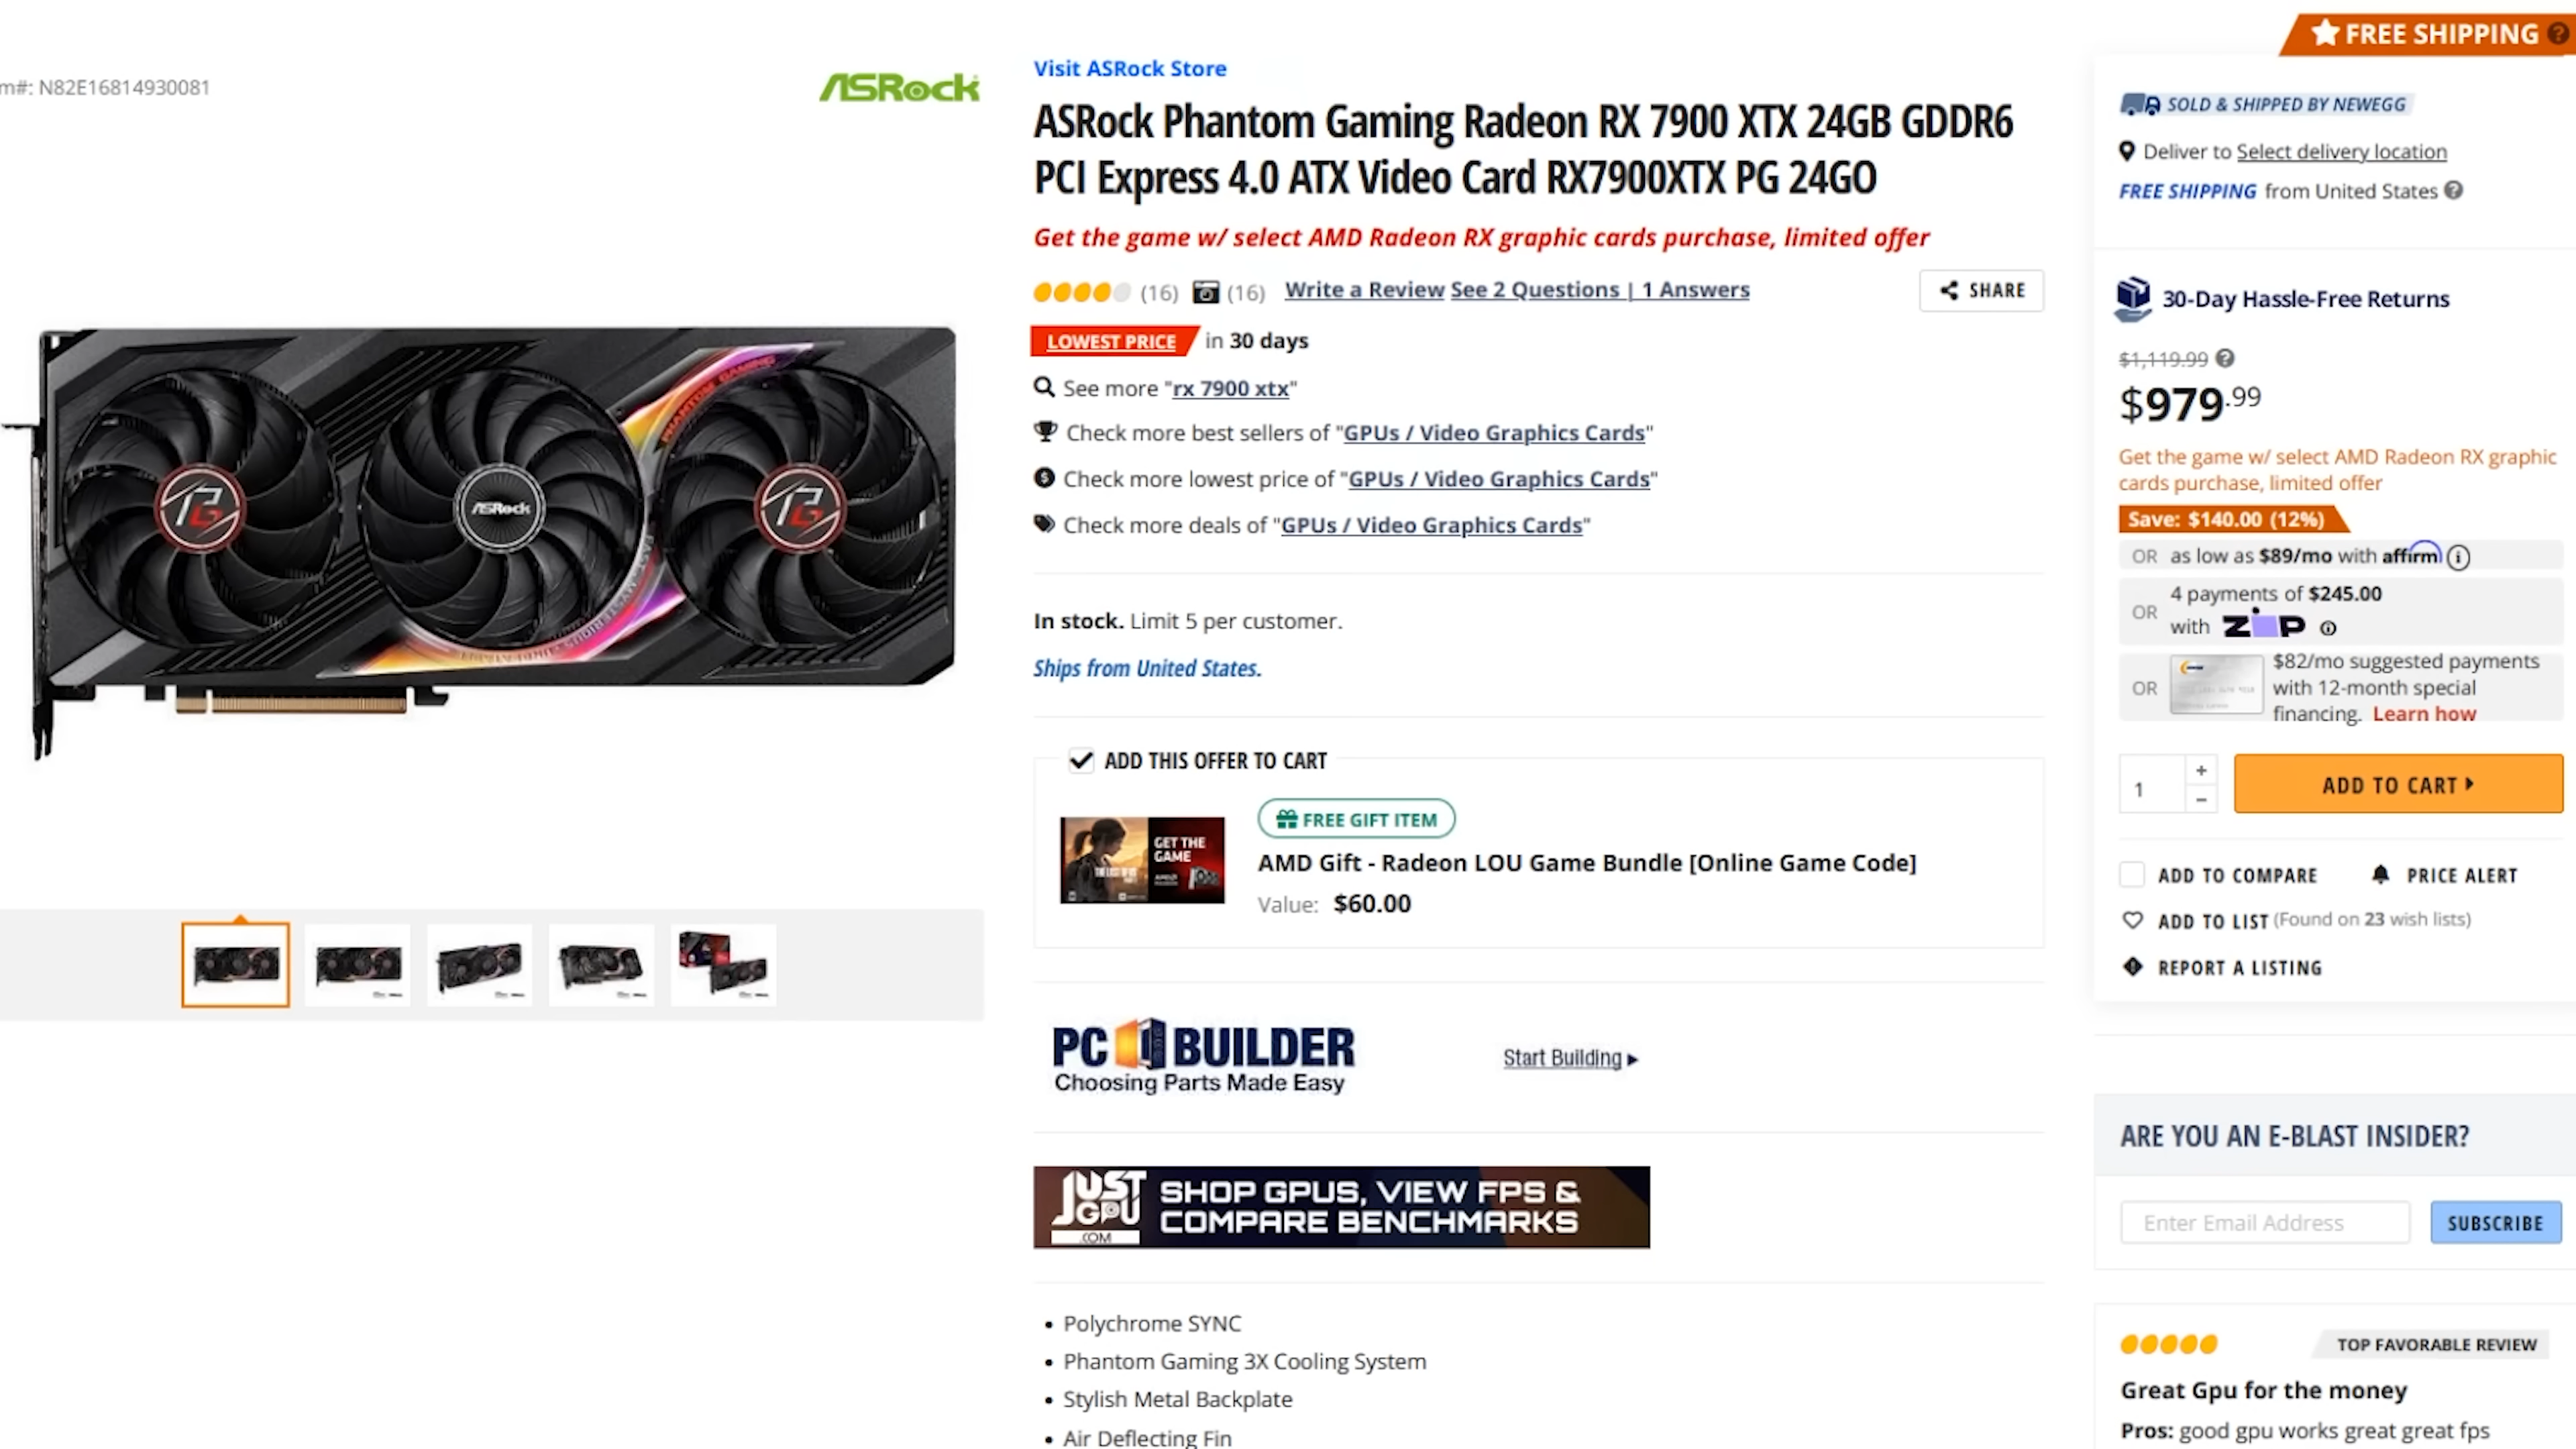 m#: N82E16814930081
ASRock
PHANTOM GAMING
ASRock
Visit ASRock Store
ASRock Phantom Gaming Radeon RX 7900 XTX 24GB GDDR6
PCI Express 4.0 ATX Video Card RX7900XTX PG 24GO
Get the game w/ select AMD Radeon RX graphic cards purchase, limited offer
(16) (16) Write a Review See 2 Questions | 1 Answers
SHARE
LOWEST PRICE in 30 days
See more "rx 7900 xtx"
Check more best sellers of "GPUs / Video Graphics Cards"
Check more lowest price of "GPUs / Video Graphics Cards"
Check more deals of "GPUs / Video Graphics Cards"
In stock. Limit 5 per customer.
Ships from United States.
ADD THIS OFFER TO CART
GET THE
GAME
FREE GIFT ITEM
AMD Gift - Radeon LOU Game Bundle [Online Game Code]
Value: $60.00
PC BUILDER
Choosing Parts Made Easy
Start Building
JUST
GPU
.COM
SHOP GPUS, VIEW FPS &
COMPARE BENCHMARKS
• Polychrome SYNC
• Phantom Gaming 3X Cooling System
• Stylish Metal Backplate
• Air Deflecting Fin
FREE SHIPPING ?
SOLD & SHIPPED BY NEWEGG
Deliver to Select delivery location
FREE SHIPPING from United States ?
30-Day Hassle-Free Returns
$1,119.99 ?
$979.99
Get the game w/ select AMD Radeon RX graphic
cards purchase, limited offer
Save: $140.00 (12%)
OR as low as $89/mo with affirm i
OR 4 payments of $245.00
with ZIP
OR $82/mo suggested payments
with 12-month special
financing. Learn how
1 + −
ADD TO CART
ADD TO COMPARE
PRICE ALERT
ADD TO LIST (Found on 23 wish lists)
REPORT A LISTING
ARE YOU AN E-BLAST INSIDER?
Enter Email Address
SUBSCRIBE
TOP FAVORABLE REVIEW
Great Gpu for the money
Pros: good gpu works great great fps